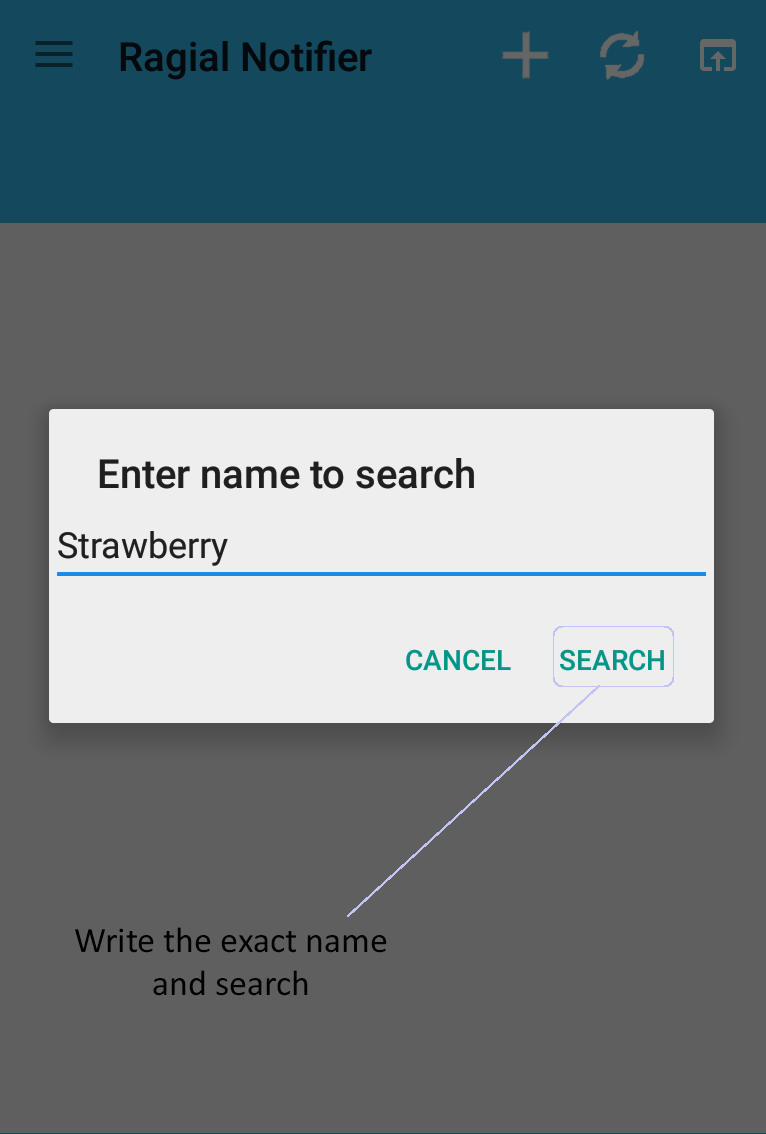 Ragial Notifier
Enter name to search
Strawberry
CANCEL SEARCH
Write the exact name
and search